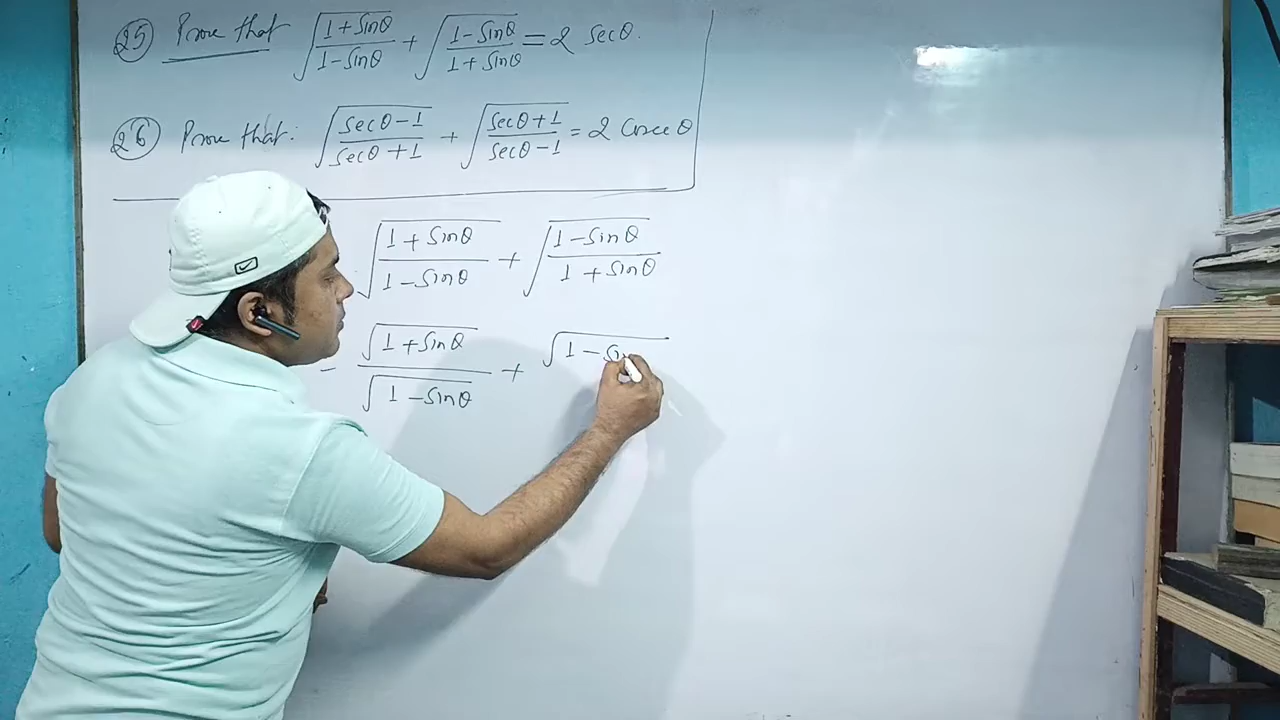 (25) Prove that √(1+sinθ)/(1-sinθ) + √(1-sinθ)/(1+sinθ) = 2 secθ.
(26) Prove that: √(secθ-1)/(secθ+1) + √(secθ+1)/(secθ-1) = 2 Cosecθ
√(1+sinθ)/(1-sinθ) + √(1-sinθ)/(1+sinθ)
= √(1+sinθ)/√(1-sinθ) + √1-Sin